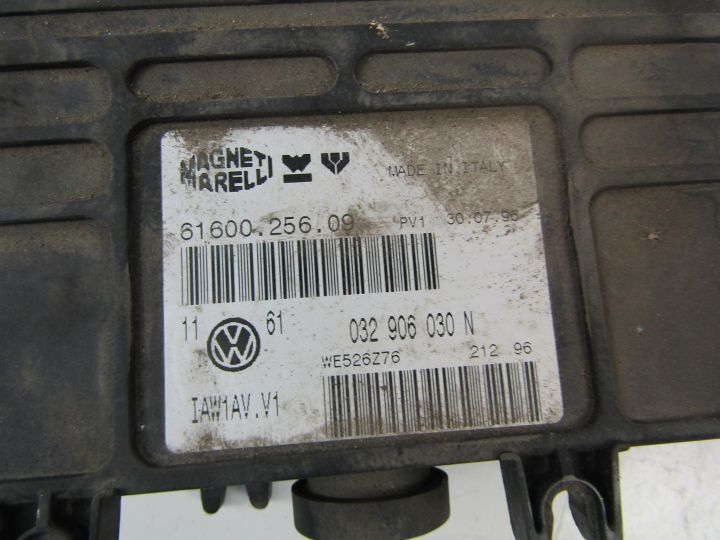 MAGNETI
MARELLI
MADE IN ITALY
61600.256.09 PV1 30.07.96
11 61 032 906 030 N
WE526Z76 212 96
IAW1AV.V1